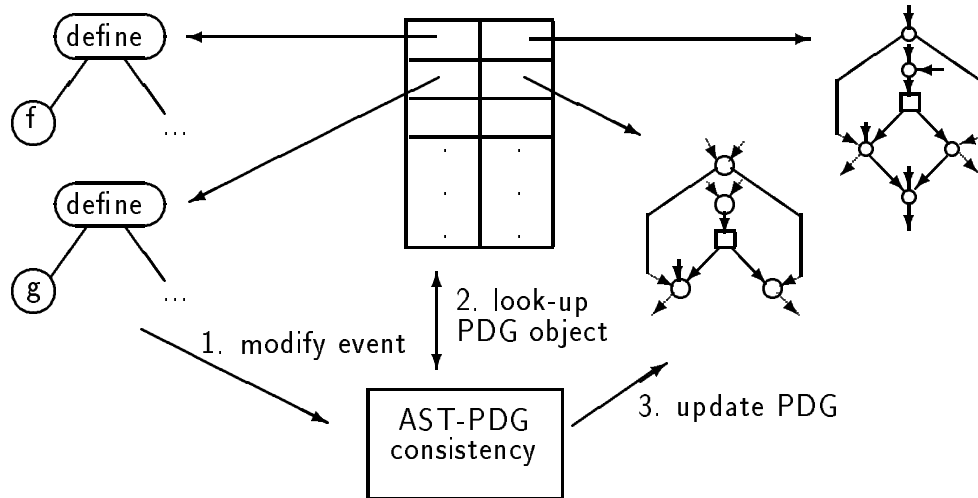 define
f
...
define
g
...
1. modify event
2. look-up
PDG object
AST-PDG
consistency
3. update PDG